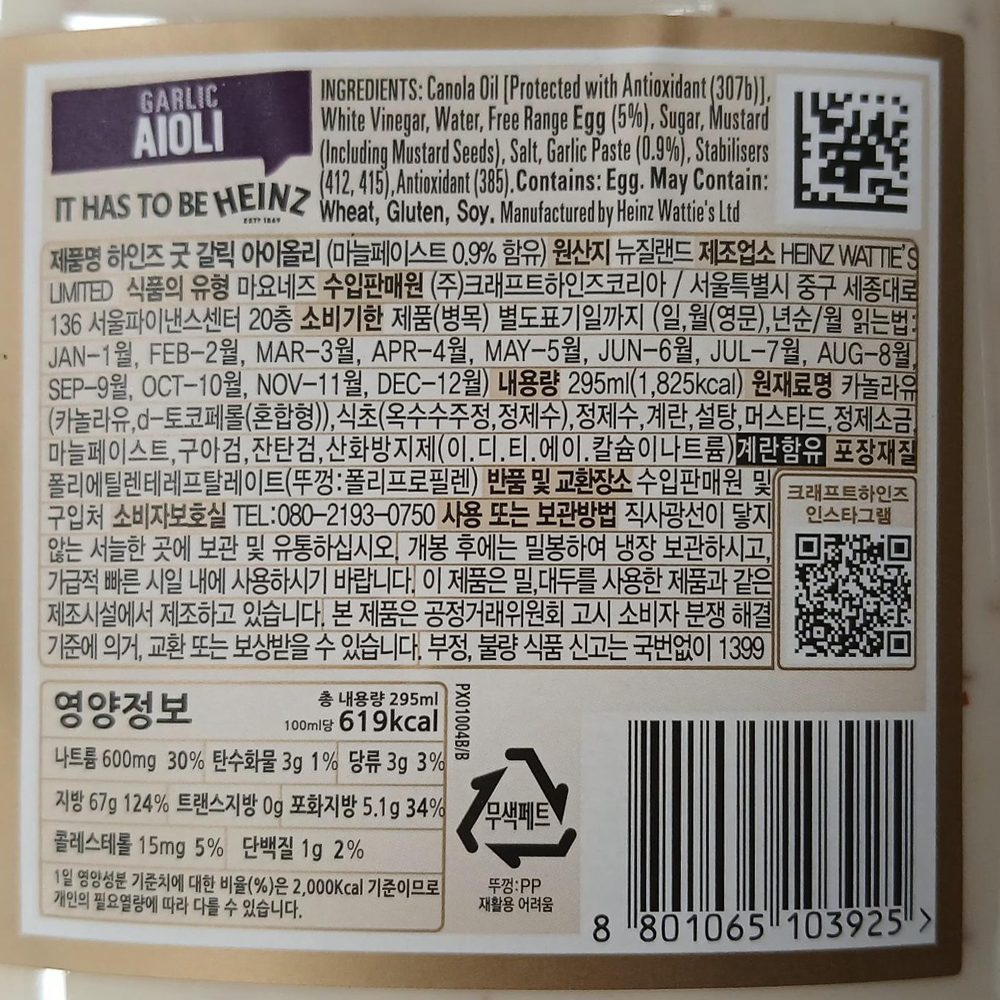 GARLIC
AIOLI
IT HAS TO BE HEINZ
ESTD 1869
INGREDIENTS: Canola Oil [Protected with Antioxidant (307b)],
White Vinegar, Water, Free Range Egg (5%), Sugar, Mustard
(Including Mustard Seeds), Salt, Garlic Paste (0.9%), Stabilisers
(412, 415), Antioxidant (385). Contains: Egg. May Contain:
Wheat, Gluten, Soy. Manufactured by Heinz Wattie's Ltd
제품명 하인즈 굿 갈릭 아이올리 (마늘페이스트 0.9% 함유) 원산지 뉴질랜드 제조업소 HEINZ WATTIE'S
LIMITED 식품의 유형 마요네즈 수입판매원 (주)크래프트하인즈코리아 / 서울특별시 중구 세종대로
136 서울파이낸스센터 20층 소비기한 제품(병목) 별도표기일까지 (일,월(영문),년순/월 읽는법:
JAN-1월, FEB-2월, MAR-3월, APR-4월, MAY-5월, JUN-6월, JUL-7월, AUG-8월,
SEP-9월, OCT-10월, NOV-11월, DEC-12월) 내용량 295ml(1,825kcal) 원재료명 카놀라유
(카놀라유,d-토코페롤(혼합형)),식초(옥수수주정,정제수),정제수,계란,설탕,머스타드,정제소금,
마늘페이스트,구아검,잔탄검,산화방지제(이.디.티.에이.칼슘이나트륨)계란함유 포장재질
폴리에틸렌테레프탈레이트(뚜껑:폴리프로필렌) 반품 및 교환장소 수입판매원 및
구입처 소비자보호실 TEL:080-2193-0750 사용 또는 보관방법 직사광선이 닿지
않는 서늘한 곳에 보관 및 유통하십시오. 개봉 후에는 밀봉하여 냉장 보관하시고,
가급적 빠른 시일 내에 사용하시기 바랍니다. 이 제품은 밀,대두를 사용한 제품과 같은
제조시설에서 제조하고 있습니다. 본 제품은 공정거래위원회 고시 소비자 분쟁 해결
기준에 의거, 교환 또는 보상받을 수 있습니다. 부정, 불량 식품 신고는 국번없이 1399
크래프트하인즈
인스타그램
영양정보
총 내용량 295ml
100ml당 619kcal
나트륨 600mg 30% 탄수화물 3g 1% 당류 3g 3%
지방 67g 124% 트랜스지방 0g 포화지방 5.1g 34%
콜레스테롤 15mg 5% 단백질 1g 2%
1일 영양성분 기준치에 대한 비율(%)은 2,000Kcal 기준이므로
개인의 필요열량에 따라 다를 수 있습니다.
PX011004B/B
무색페트
뚜껑:PP
재활용 어려움
8 801065 103925 >